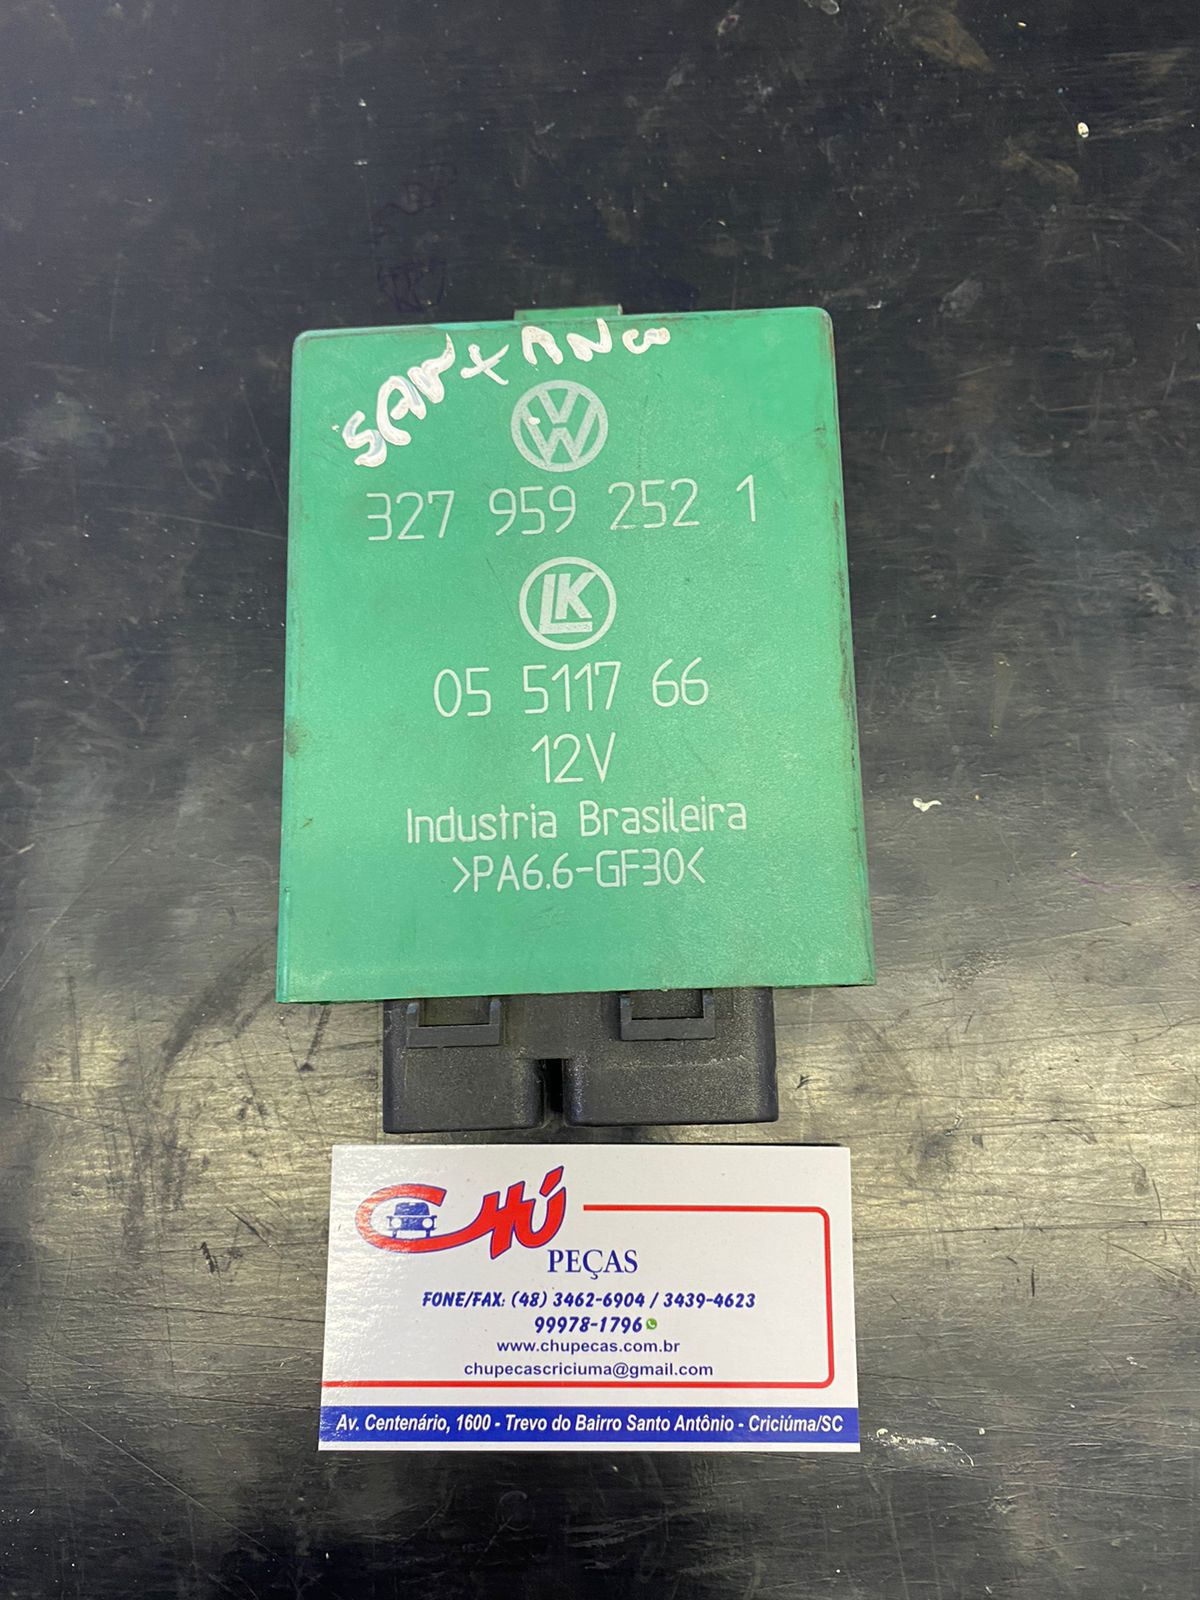 SANTANA
VW
327 959 252 1
LK
05 5117 66
12V
Industria Brasileira
>PA6.6-GF30<
CHÚ
PEÇAS
FONE/FAX: (48) 3462-6904 / 3439-4623
99978-1796
www.chupecas.com.br
chupecascriciuma@gmail.com
Av. Centenário, 1600 - Trevo do Bairro Santo Antônio - Criciúma/SC